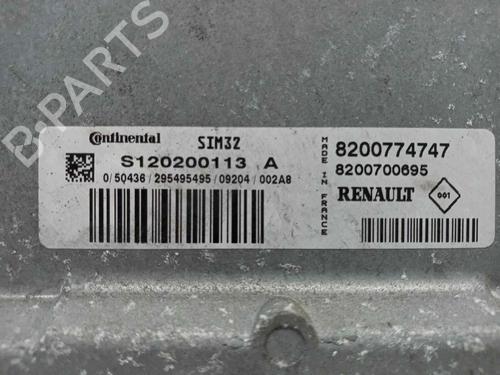 Continental SIM32
S120200113 A
0/50436/295495495/09204/002A8
MADE IN FRANCE
8200774747
8200700695
RENAULT 001
B-PARTS